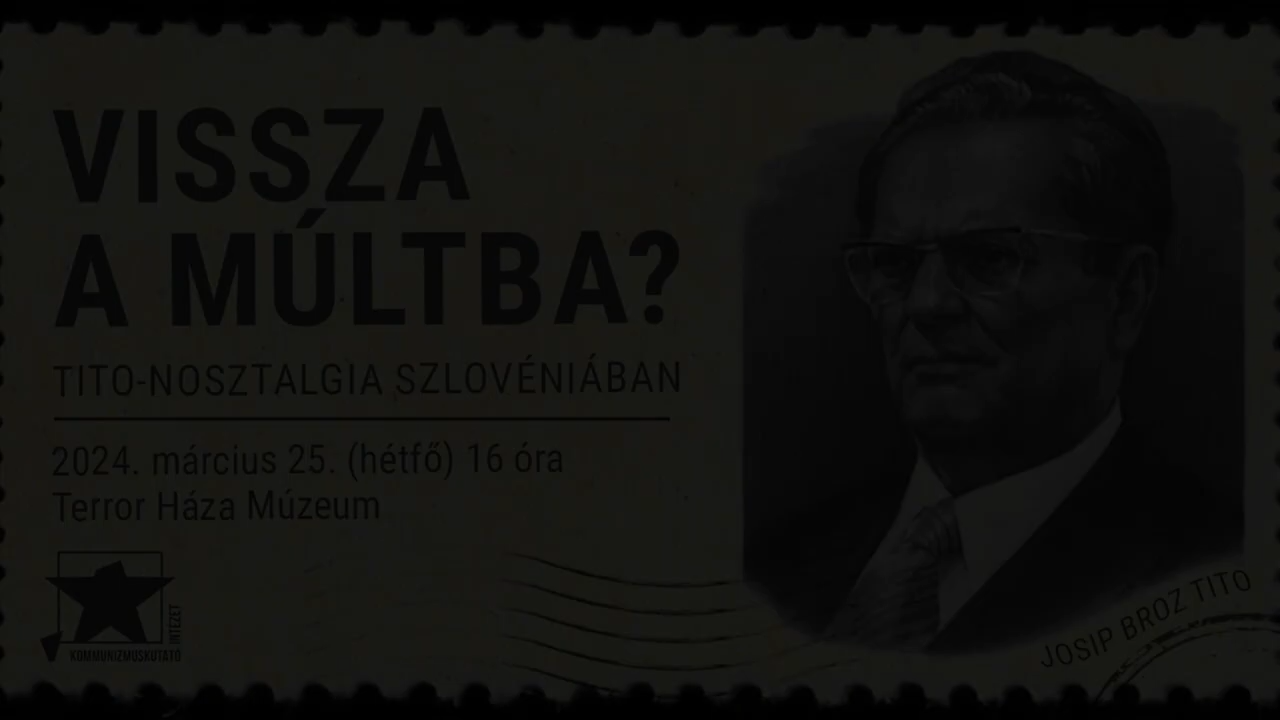 VISSZA
A MÚLTBA?
TITO-NOSZTALGIA SZLOVÉNIÁBAN
2024. március 25. (hétfő) 16 óra
Terror Háza Múzeum
KOMMUNIZMUSKUTATÓ
INTÉZET
JOSIP BROZ TITO